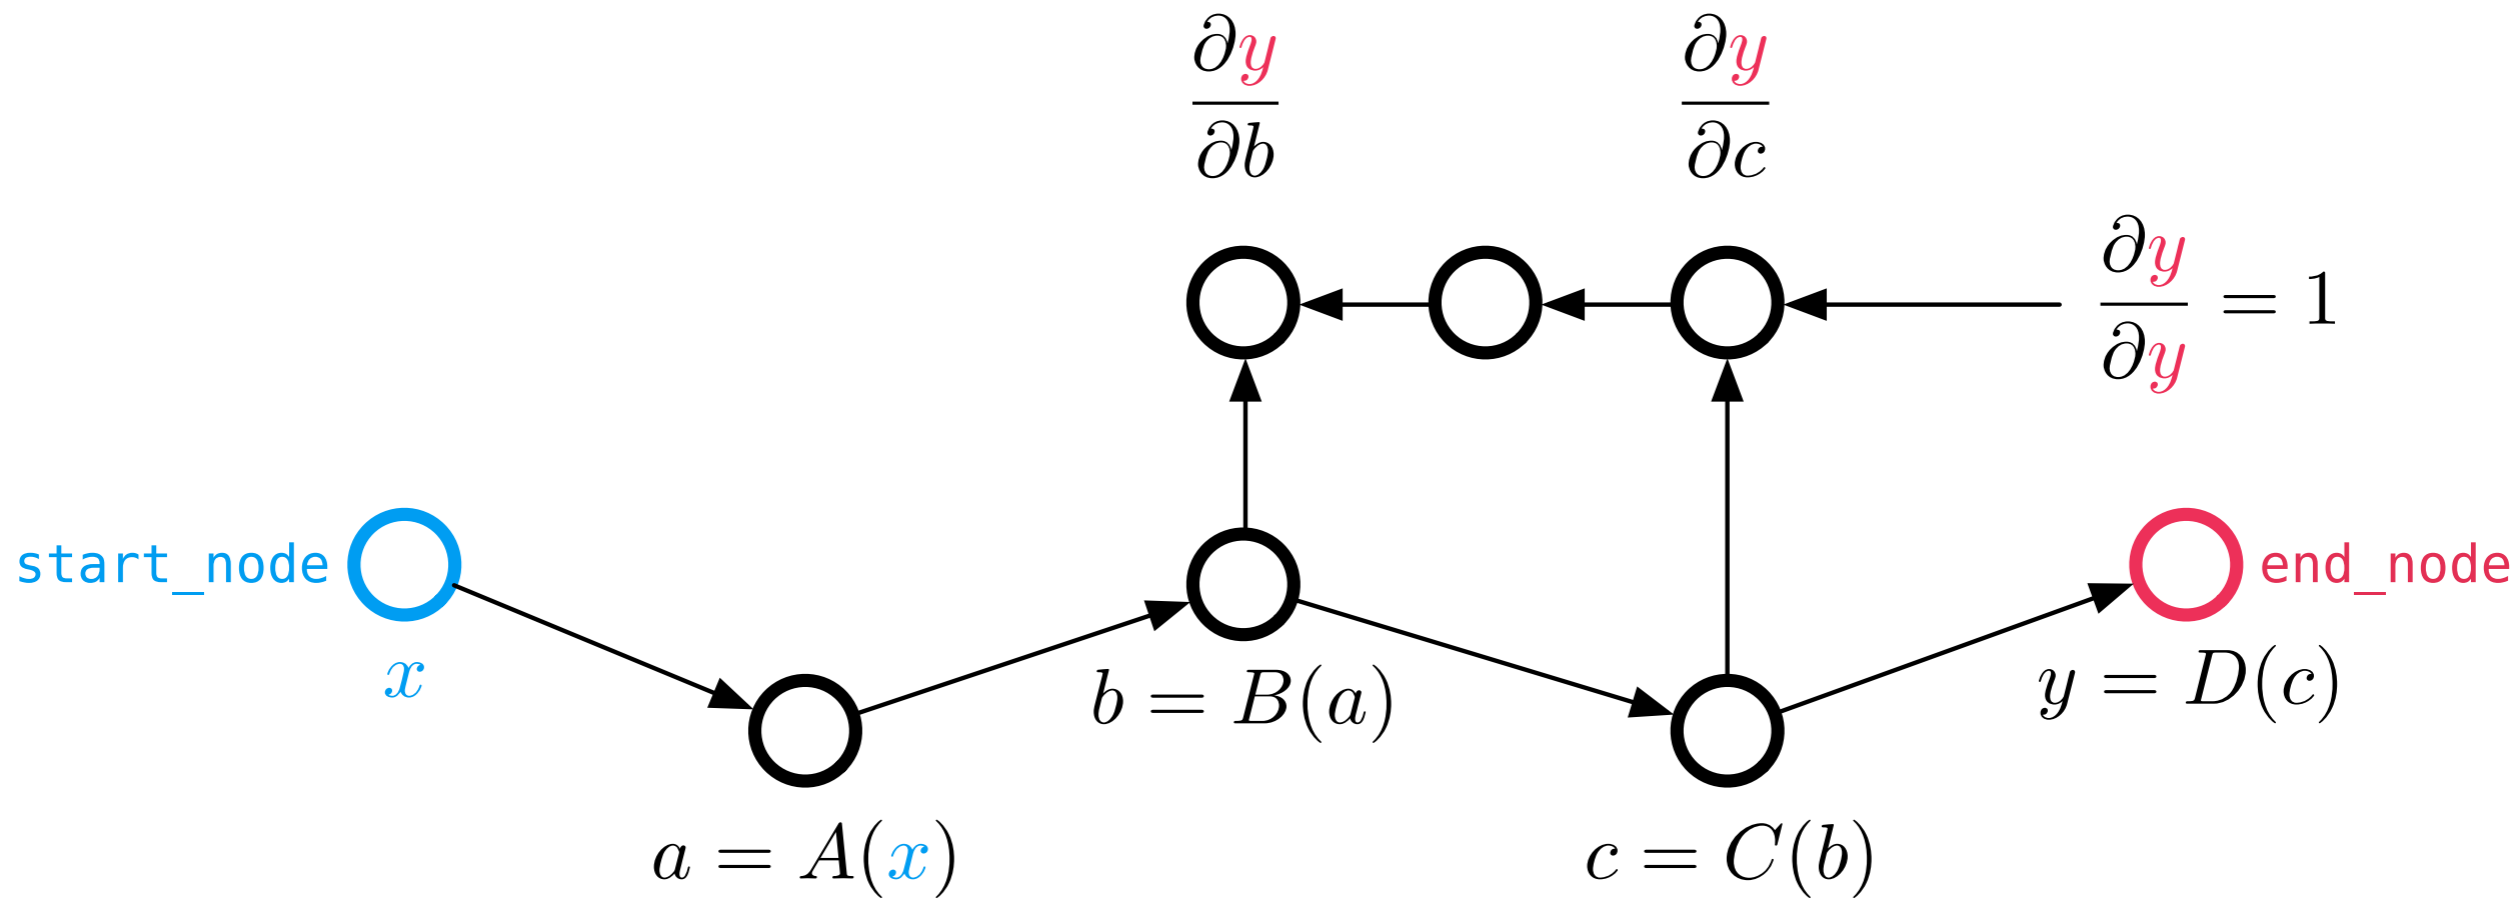 ∂y/∂b
∂y/∂c
∂y/∂y = 1
start_node
end_node
x
b = B(a)
y = D(c)
a = A(x)
c = C(b)